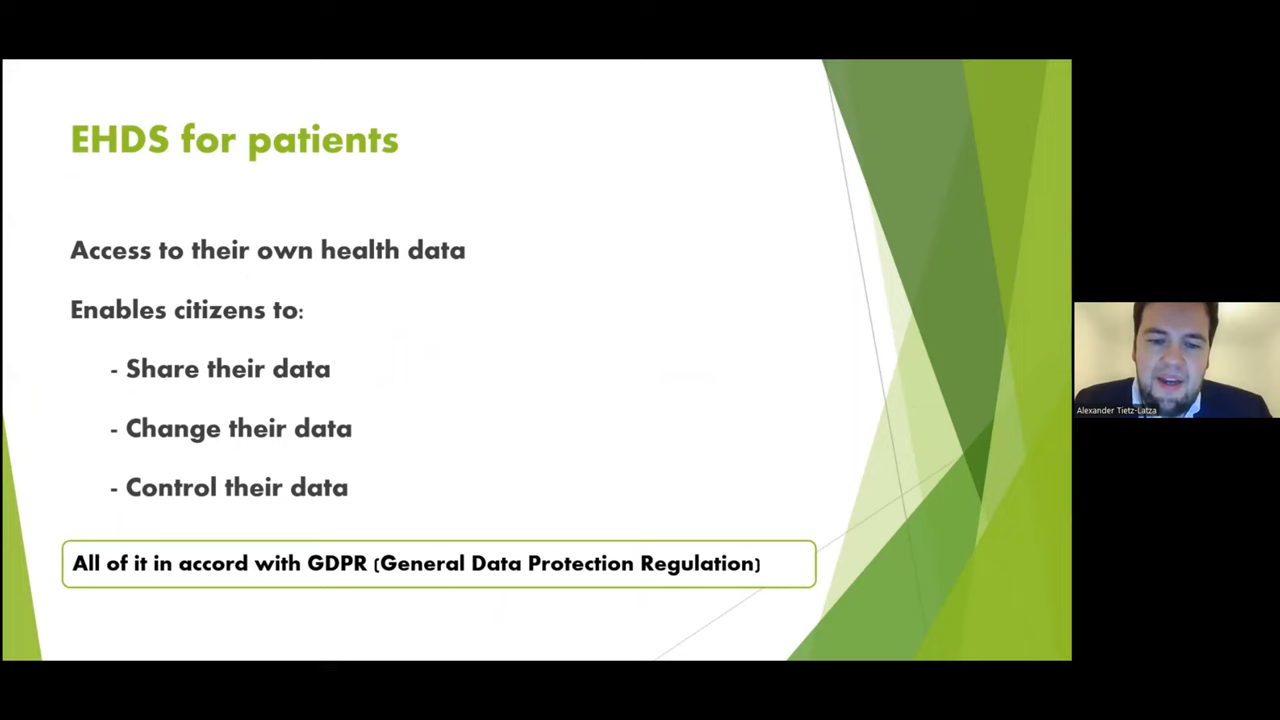 EHDS for patients
Access to their own health data
Enables citizens to:
- Share their data
- Change their data
- Control their data
All of it in accord with GDPR (General Data Protection Regulation)
Alexander Tietz-Latza